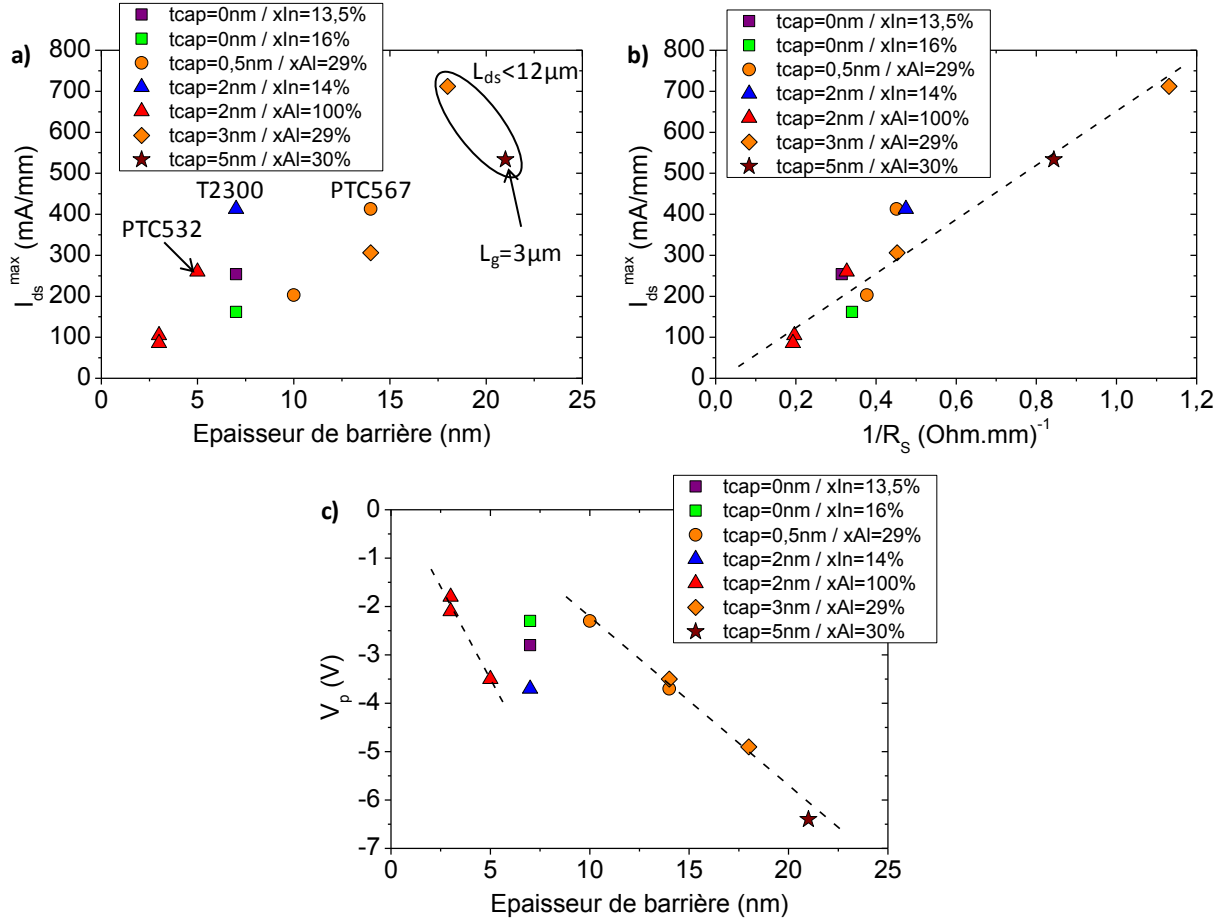 a)
tcap=0nm / xIn=13,5%
tcap=0nm / xIn=16%
tcap=0,5nm / xAl=29%
tcap=2nm / xIn=14%
tcap=2nm / xAl=100%
tcap=3nm / xAl=29%
tcap=5nm / xAl=30%
L_ds<12µm
T2300
PTC567
PTC532
L_g=3µm
800
700
600
500
400
300
200
100
0
I_ds^max (mA/mm)
0 5 10 15 20 25
Epaisseur de barrière (nm)
b)
tcap=0nm / xIn=13,5%
tcap=0nm / xIn=16%
tcap=0,5nm / xAl=29%
tcap=2nm / xIn=14%
tcap=2nm / xAl=100%
tcap=3nm / xAl=29%
tcap=5nm / xAl=30%
800
700
600
500
400
300
200
100
0
I_ds^max (mA/mm)
0,0 0,2 0,4 0,6 0,8 1,0 1,2
1/R_S (Ohm.mm)^-1
c)
tcap=0nm / xIn=13,5%
tcap=0nm / xIn=16%
tcap=0,5nm / xAl=29%
tcap=2nm / xIn=14%
tcap=2nm / xAl=100%
tcap=3nm / xAl=29%
tcap=5nm / xAl=30%
0
-1
-2
-3
-4
-5
-6
-7
V_p (V)
0 5 10 15 20 25
Epaisseur de barrière (nm)